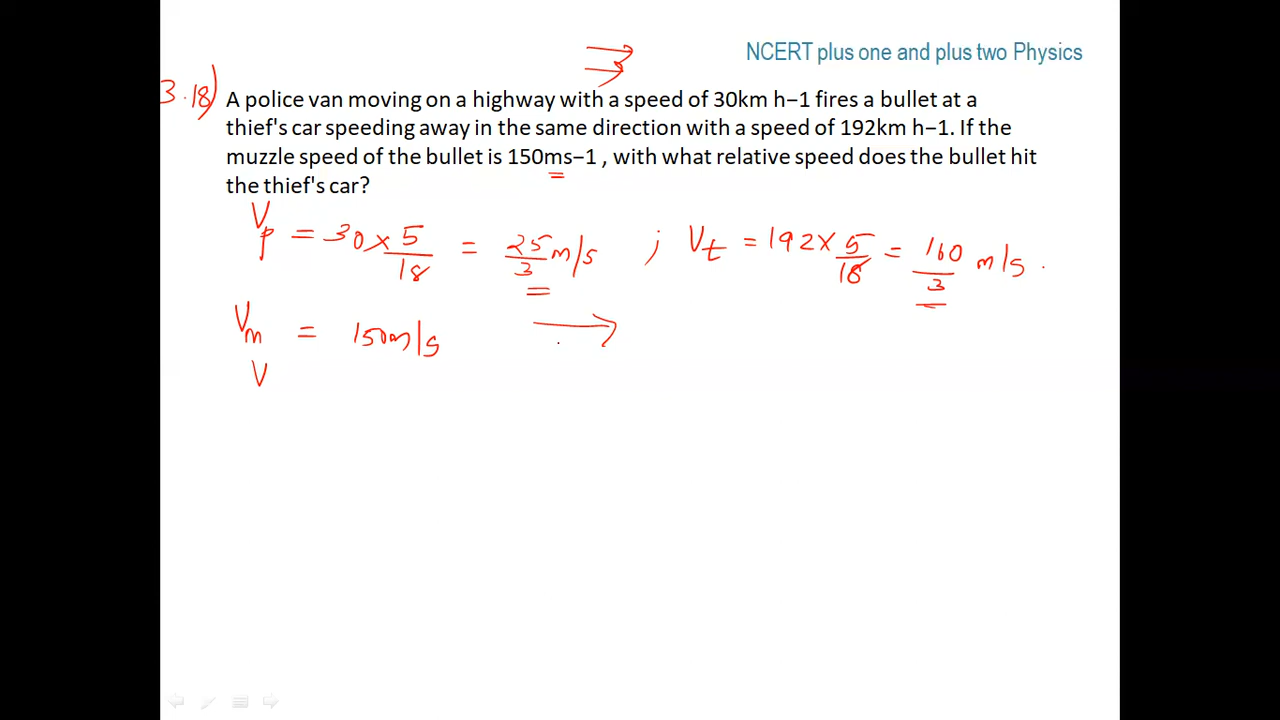 NCERT plus one and plus two Physics
3.18) A police van moving on a highway with a speed of 30km h−1 fires a bullet at a
thief's car speeding away in the same direction with a speed of 192km h−1. If the
muzzle speed of the bullet is 150ms−1 , with what relative speed does the bullet hit
the thief's car?
Vp = 30 × 5/18 = 25/3 m/s ; Vt = 192 × 5/18 = 160/3 m/s .
Vm = 150m/s
V